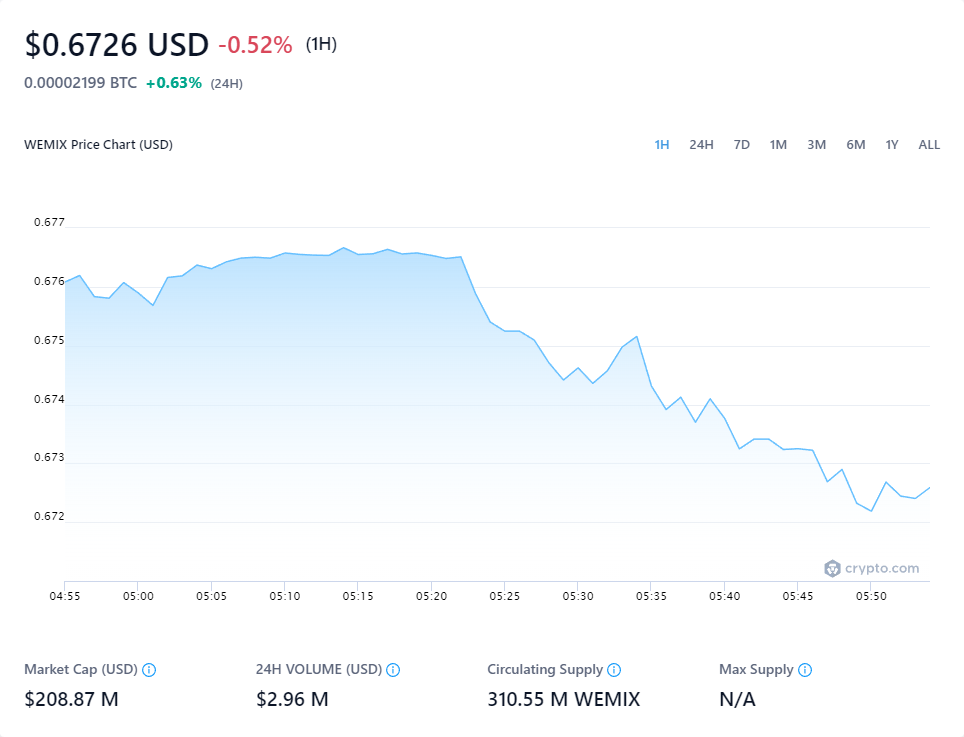 $0.6726 USD -0.52% (1H)
0.00002199 BTC +0.63% (24H)
WEMIX Price Chart (USD) 1H 24H 7D 1M 3M 6M 1Y ALL
0.677
0.676
0.675
0.674
0.673
0.672
crypto.com
04:55 05:00 05:05 05:10 05:15 05:20 05:25 05:30 05:35 05:40 05:45 05:50
Market Cap (USD) 24H VOLUME (USD) Circulating Supply Max Supply
$208.87 M $2.96 M 310.55 M WEMIX N/A